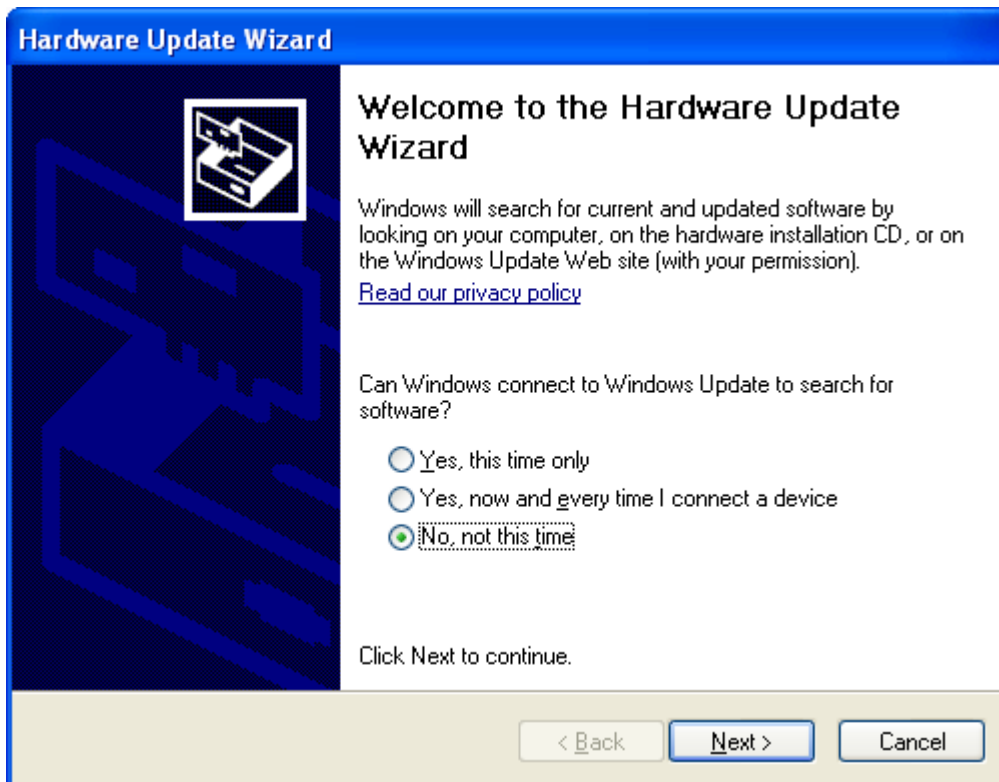 Hardware Update Wizard
Welcome to the Hardware Update
Wizard
Windows will search for current and updated software by
looking on your computer, on the hardware installation CD, or on
the Windows Update Web site (with your permission).
Read our privacy policy
Can Windows connect to Windows Update to search for
software?
Yes, this time only
Yes, now and every time I connect a device
No, not this time
Click Next to continue.
< Back Next > Cancel